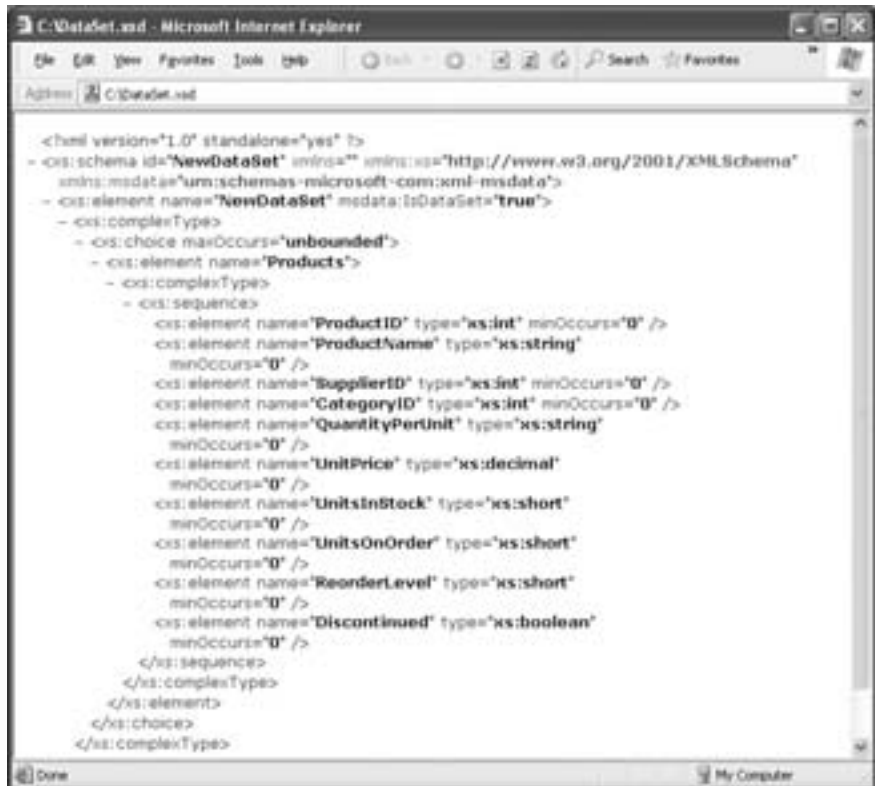 C:\DataSet.xsd - Microsoft Internet Explorer
File Edit View Favorites Tools Help Back Search Favorites »
Address C:\DataSet.xsd
<?xml version="1.0" standalone="yes" ?>
- <xs:schema id="NewDataSet" xmlns="" xmlns:xs="http://www.w3.org/2001/XMLSchema"
xmlns:msdata="urn:schemas-microsoft-com:xml-msdata">
- <xs:element name="NewDataSet" msdata:IsDataSet="true">
- <xs:complexType>
- <xs:choice maxOccurs="unbounded">
- <xs:element name="Products">
- <xs:complexType>
- <xs:sequence>
<xs:element name="ProductID" type="xs:int" minOccurs="0" />
<xs:element name="ProductName" type="xs:string"
minOccurs="0" />
<xs:element name="SupplierID" type="xs:int" minOccurs="0" />
<xs:element name="CategoryID" type="xs:int" minOccurs="0" />
<xs:element name="QuantityPerUnit" type="xs:string"
minOccurs="0" />
<xs:element name="UnitPrice" type="xs:decimal"
minOccurs="0" />
<xs:element name="UnitsInStock" type="xs:short"
minOccurs="0" />
<xs:element name="UnitsOnOrder" type="xs:short"
minOccurs="0" />
<xs:element name="ReorderLevel" type="xs:short"
minOccurs="0" />
<xs:element name="Discontinued" type="xs:boolean"
minOccurs="0" />
</xs:sequence>
</xs:complexType>
</xs:element>
</xs:choice>
</xs:complexType>
Done My Computer